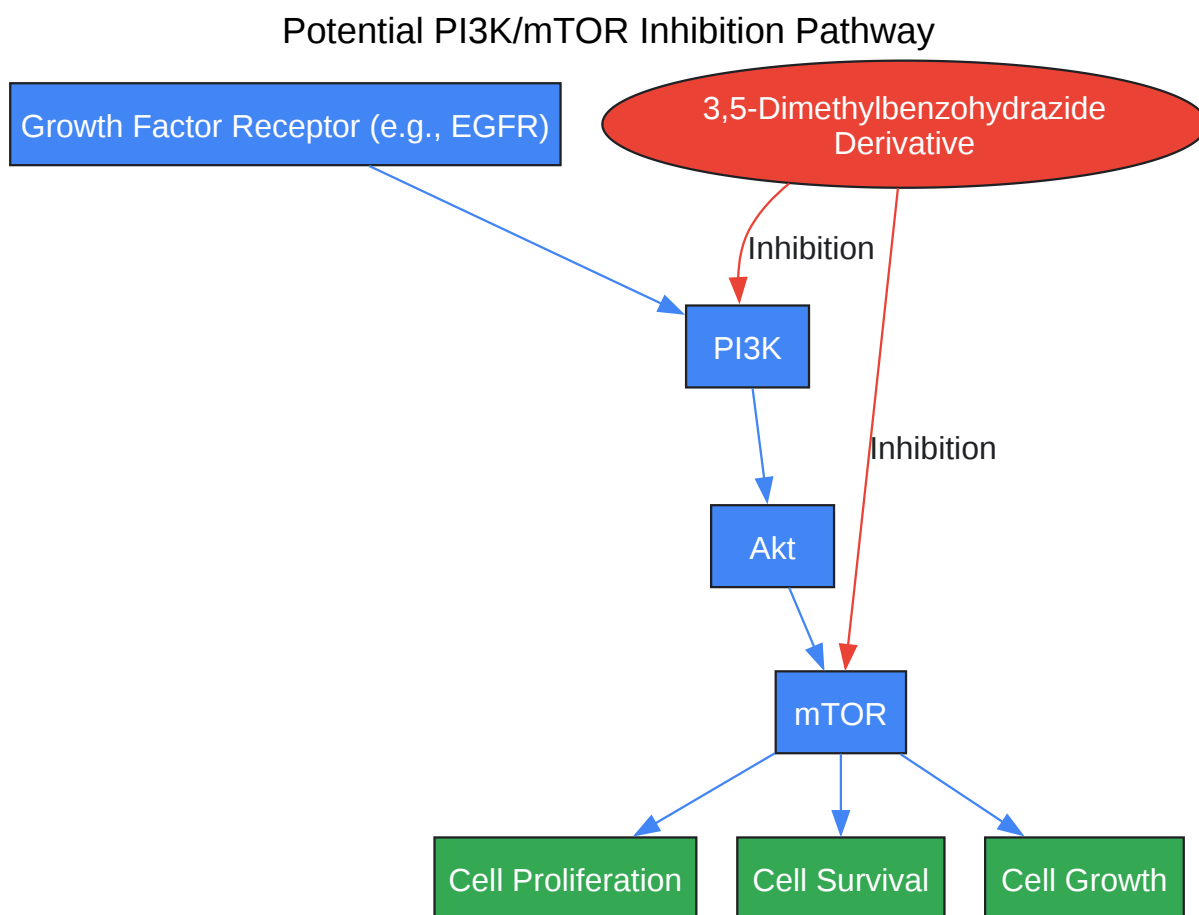 Potential PI3K/mTOR Inhibition Pathway
Growth Factor Receptor (e.g., EGFR)
3,5-Dimethylbenzohydrazide
Derivative
Inhibition
PI3K
Inhibition
Akt
mTOR
Cell Proliferation
Cell Survival
Cell Growth